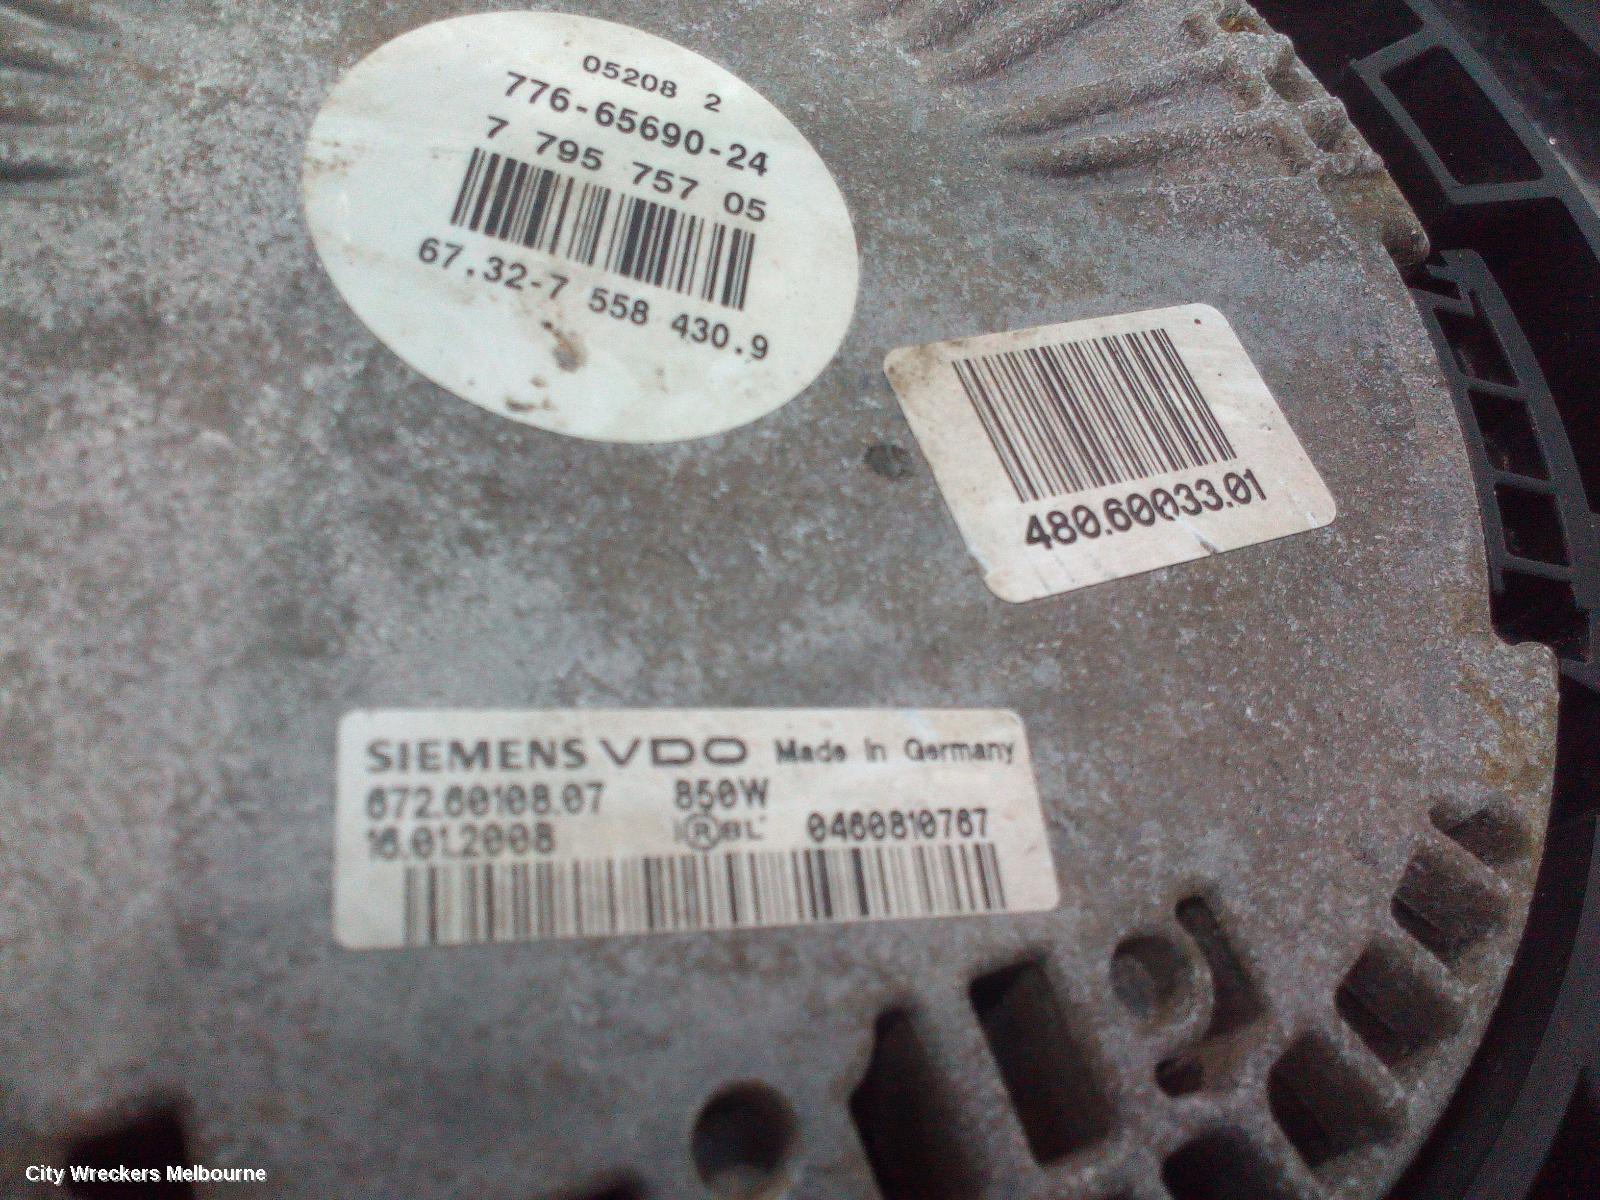 05208 2
776-65690-24
7 795 757 05
67.32-7 558 430.9
480.60033.01
SIEMENS VDO Made in Germany
672.60108.07 850W
16.01.2008 0460810767
City Wreckers Melbourne